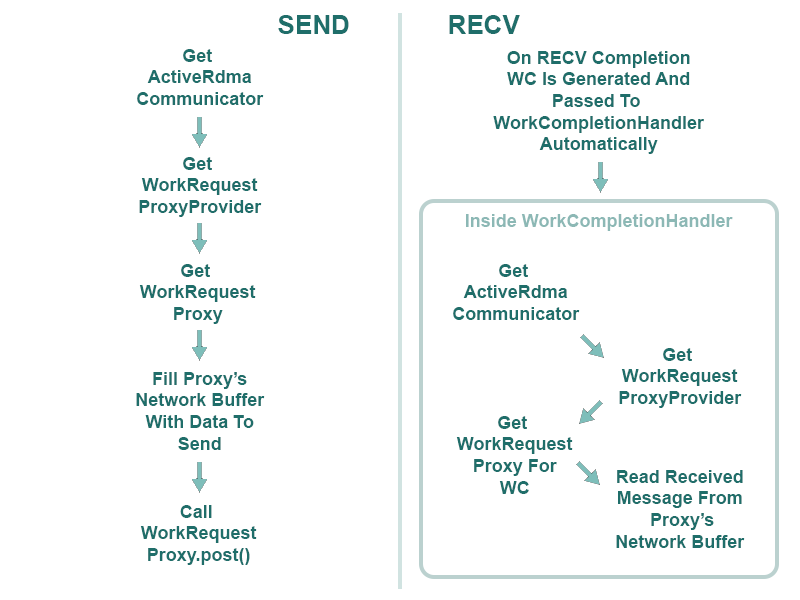 SEND
Get
ActiveRdma
Communicator
Get
WorkRequest
ProxyProvider
Get
WorkRequest
Proxy
Fill Proxy’s
Network Buffer
With Data To
Send
Call
WorkRequest
Proxy.post()
RECV
On RECV Completion
WC Is Generated And
Passed To
WorkCompletionHandler
Automatically
Inside WorkCompletionHandler
Get
ActiveRdma
Communicator
Get
WorkRequest
ProxyProvider
Get
WorkRequest
Proxy For
WC
Read Received
Message From
Proxy’s
Network Buffer